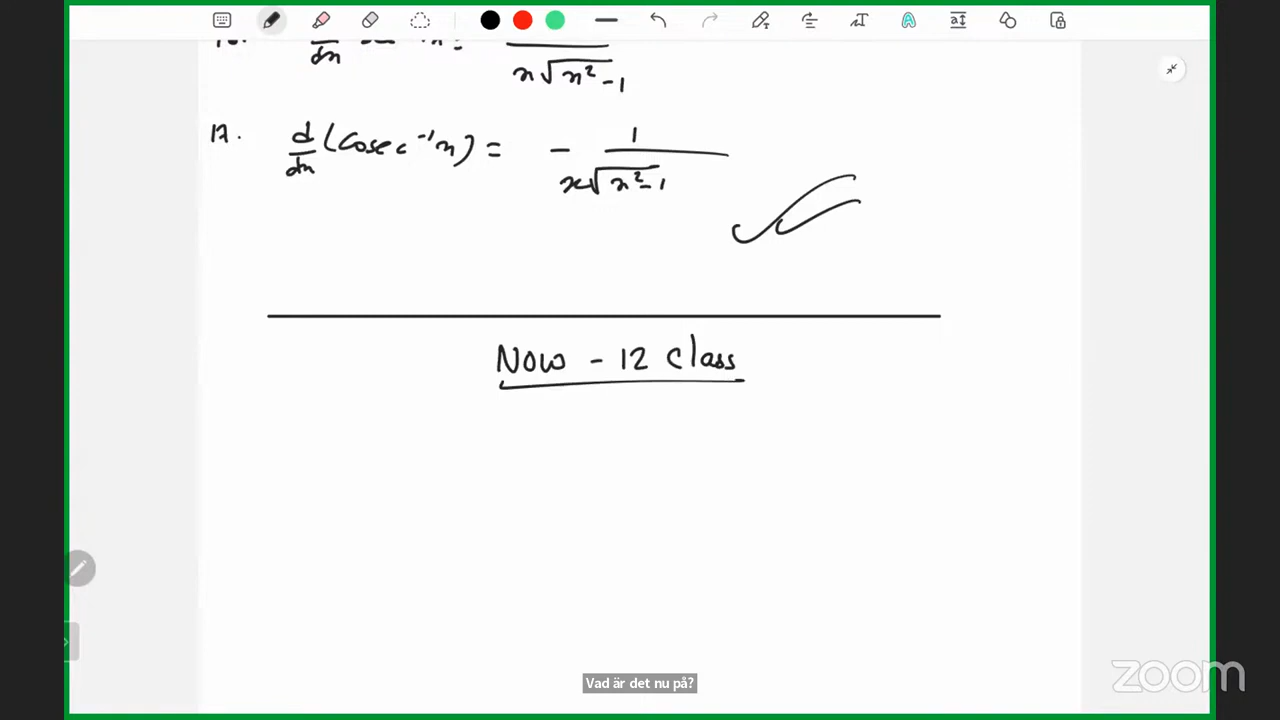 x√x²-1
17. d/dx (Cosec⁻¹x) = - 1/x√x²-1
Now - 12 Class
Vad är det nu på?
zoom